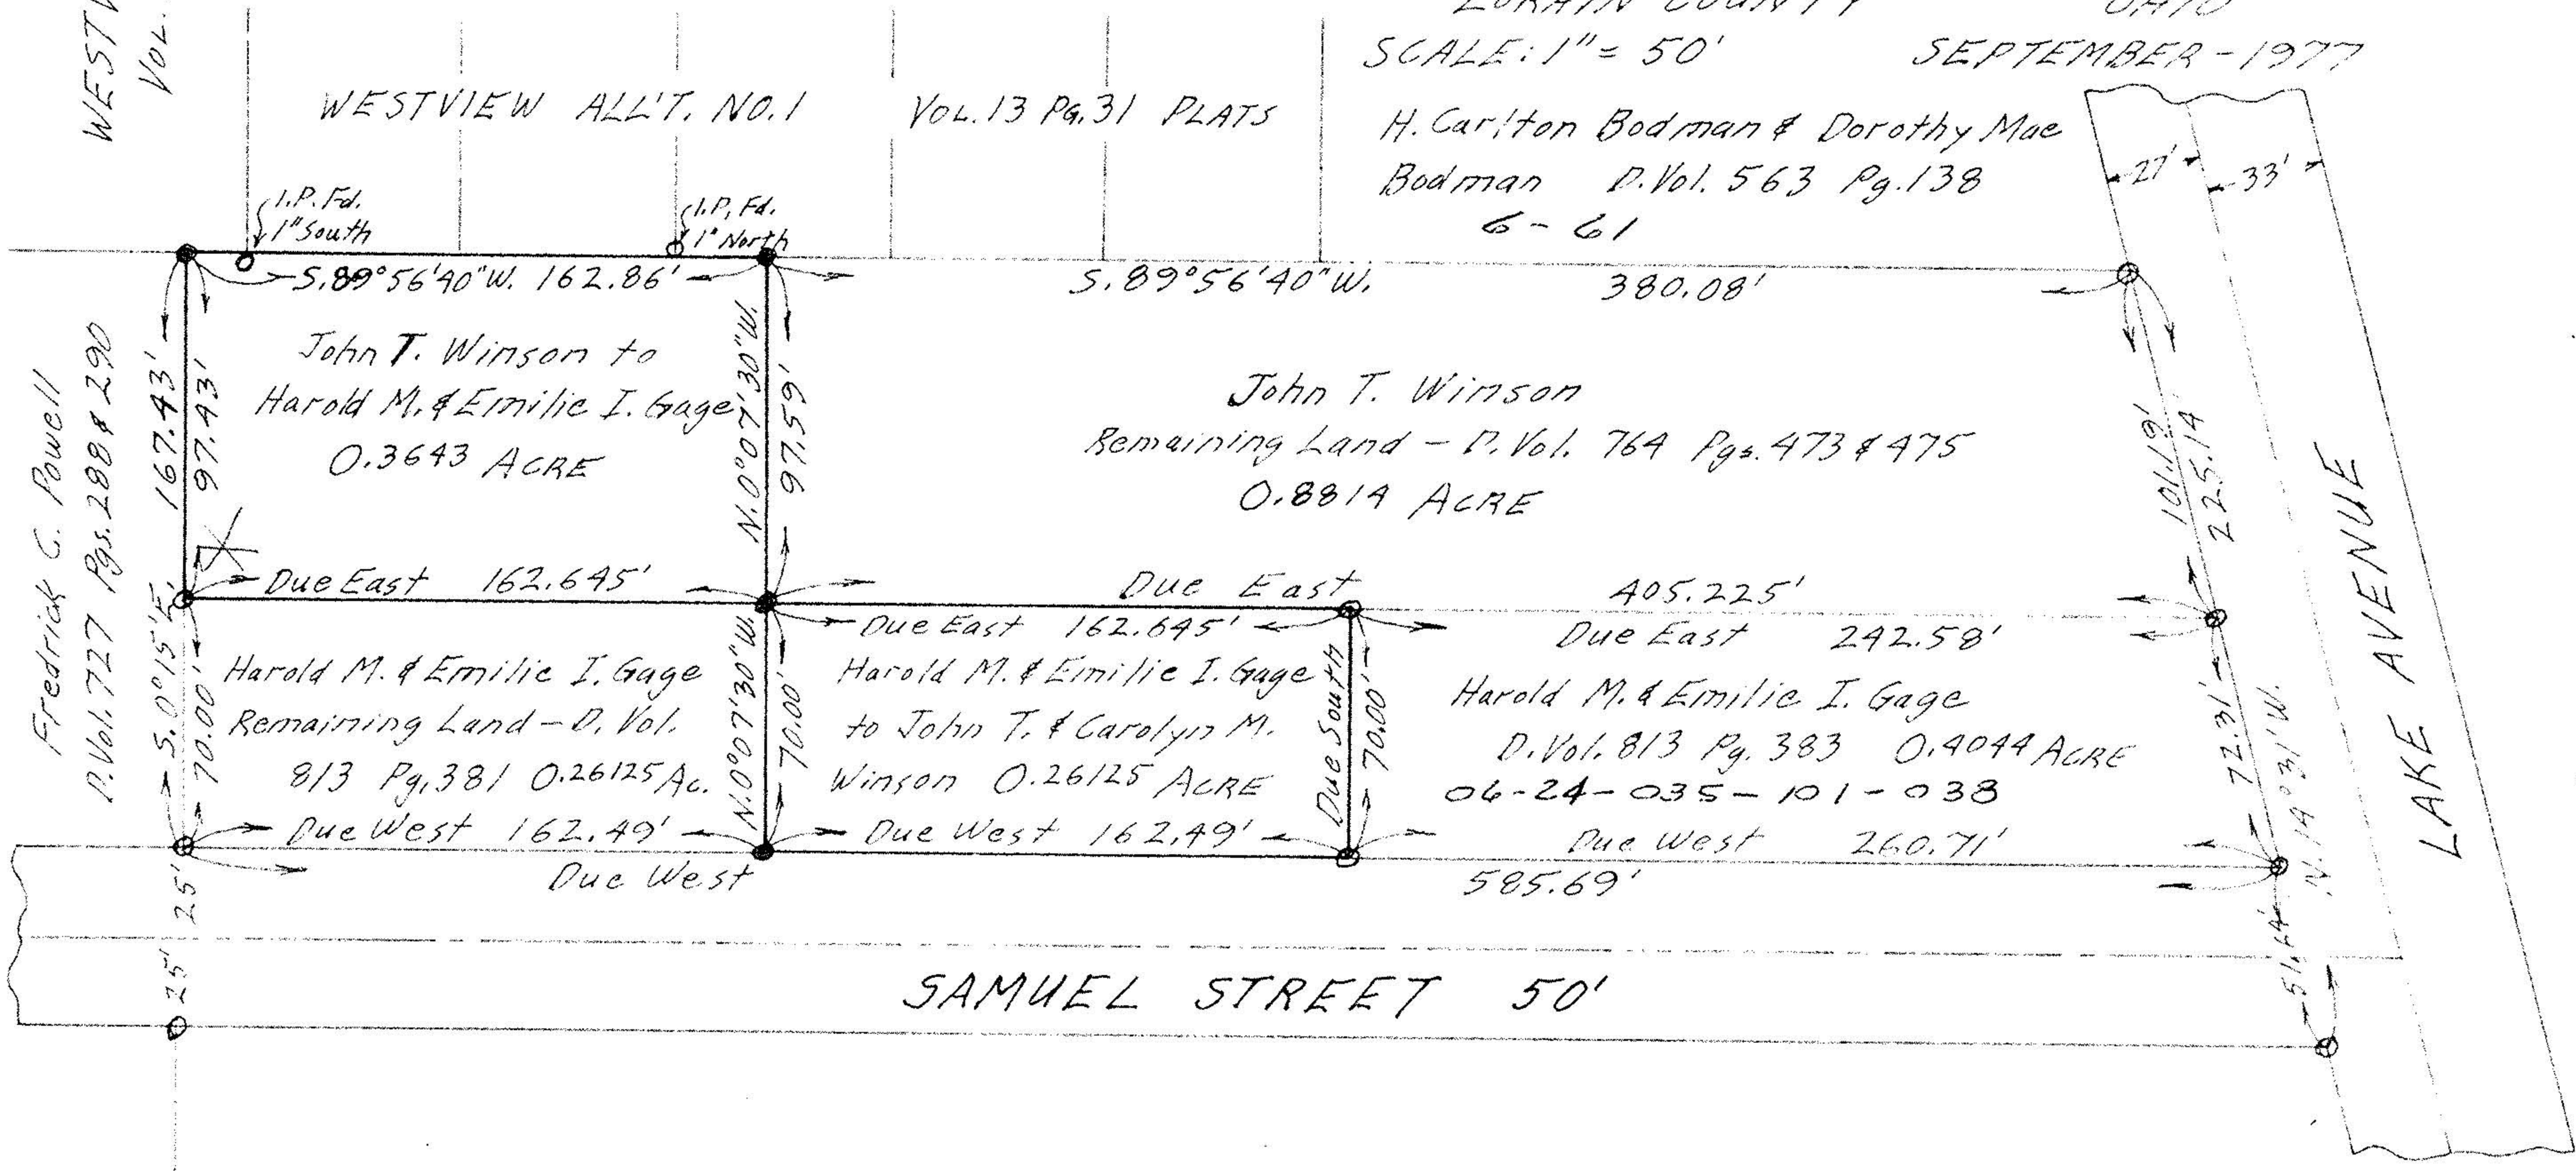 LORAIN COUNTY OHIO
SCALE: 1" = 50' SEPTEMBER - 1977
WESTVIEW ALL'T. NO. 1 VOL. 13 PG. 31 PLATS
H. Carlton Bodman & Dorothy Mae
Bodman D. Vol. 563 Pg. 138
6 - 61
VOL.
27'
33'
I.P. Fd.
1" South
I.P. Fd.
1" North
S. 89° 56' 40" W. 162.86'
S. 89° 56' 40" W. 380.08'
Fredrick C. Powell
D. Vol. 727 Pgs. 288 & 290
167.43'
97.43'
John T. Winson to
Harold M. & Emilie I. Gage
0.3643 ACRE
N. 0° 07' 30" W.
97.59'
John T. Winson
Remaining Land - D. Vol. 764 Pgs. 473 & 475
0.8814 ACRE
101.19'
225.14'
LAKE AVENUE
Due East 162.645'
Due East 405.225'
Due East 162.645'
Due East 242.58'
S. 0° 15' E.
70.00'
Harold M. & Emilie I. Gage
Remaining Land - D. Vol.
813 Pg. 381 0.26125 Ac.
Due West 162.49'
N. 0° 07' 30" W.
70.00'
Harold M. & Emilie I. Gage
to John T. & Carolyn M.
Winson 0.26125 ACRE
Due West 162.49'
Due South
70.00'
Harold M. & Emilie I. Gage
D. Vol. 813 Pg. 383 0.4044 ACRE
06-24-035-101-038
Due West 260.71'
72.31'
N. 14° 31' W.
Due West 585.69'
25'
25'
51.64'
SAMUEL STREET 50'